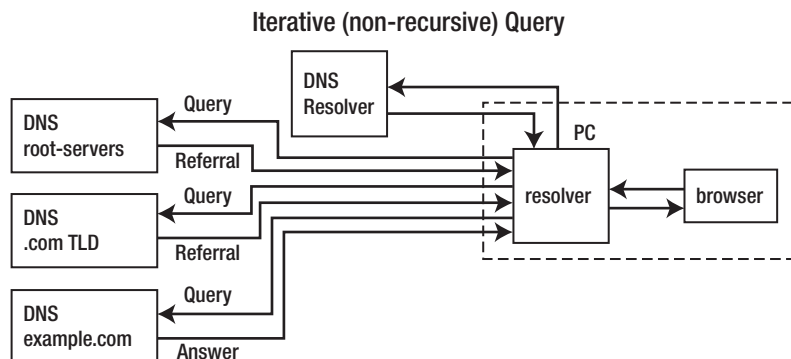 Iterative (non-recursive) Query
DNS
Resolver
PC
DNS
root-servers
Query
Referral
DNS
.com TLD
Query
Referral
DNS
example.com
Query
Answer
resolver
browser